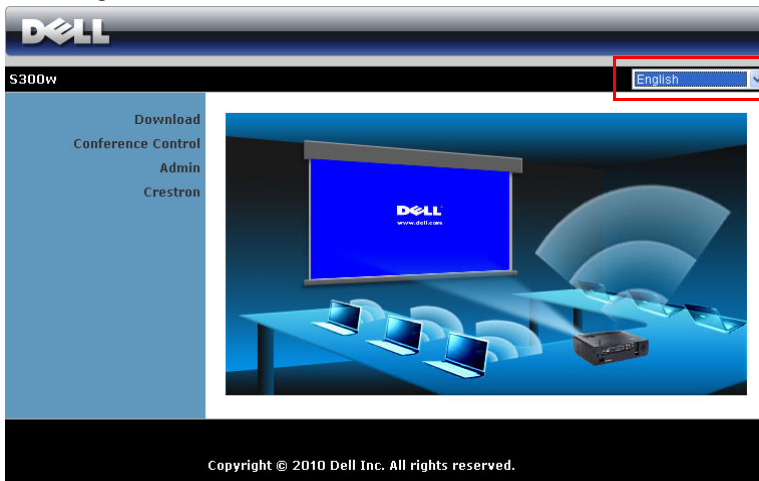 DELL
S300w
English
Download
Conference Control
Admin
Crestron
DELL
www.dell.com
Copyright © 2010 Dell Inc. All rights reserved.